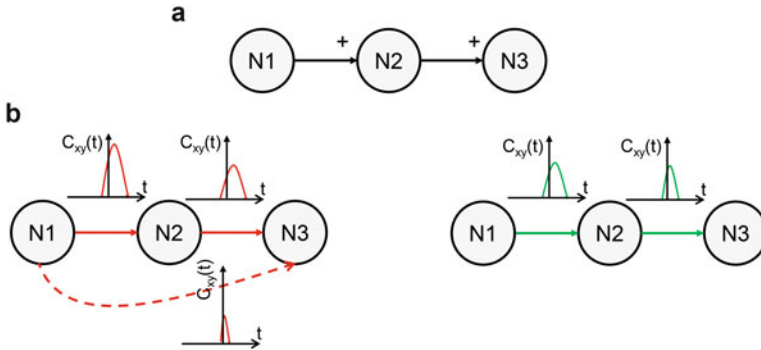 a
+ +
N1 N2 N3
b
Cxy(t) Cxy(t) Cxy(t) Cxy(t)
t t t t
N1 N2 N3 N1 N2 N3
Cxy(t)
t